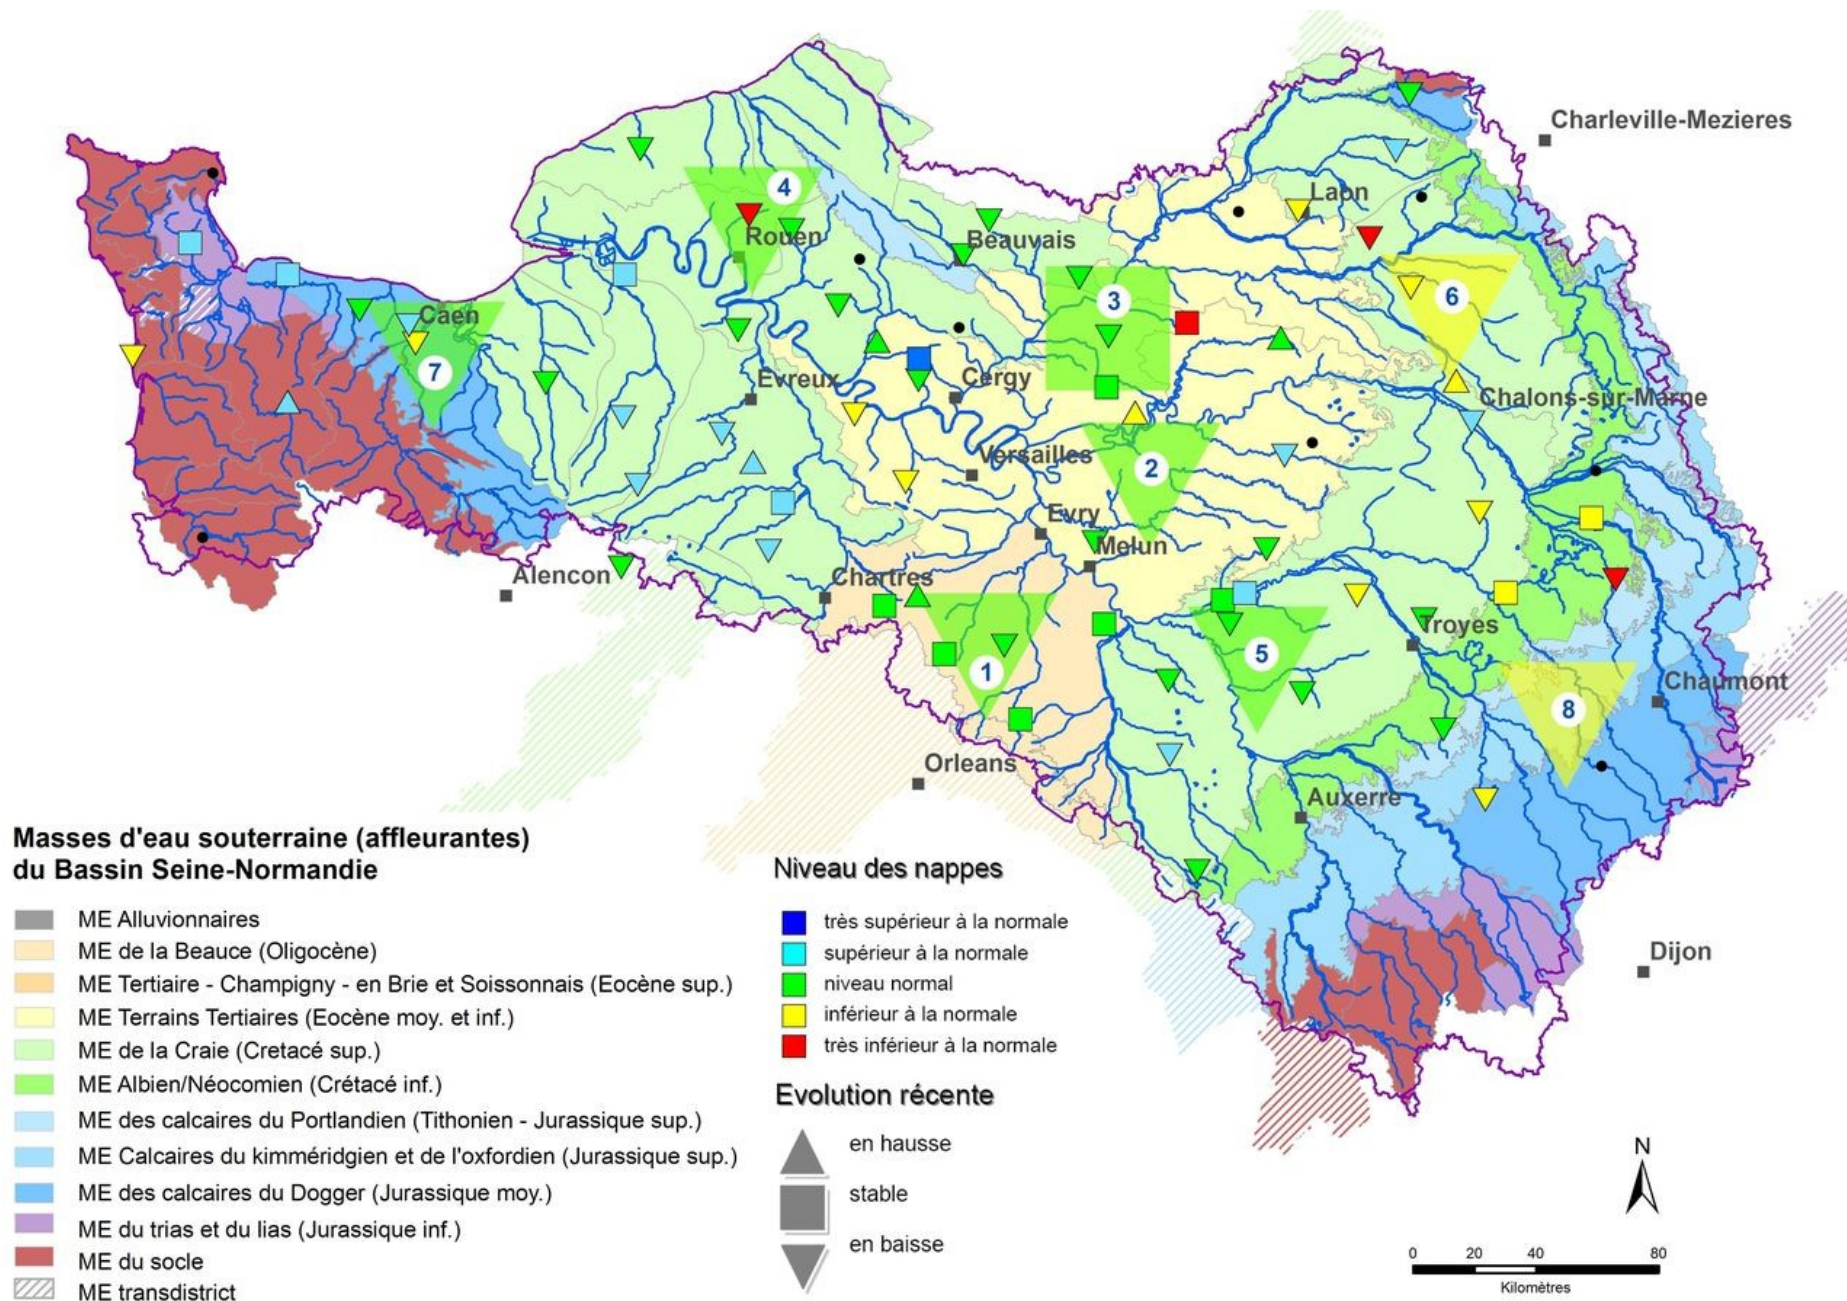 Charleville-Mezieres
Laon
4
Rouen
Beauvais
3
6
Caen
7
Evreux
Cergy
Chalons-sur-Marne
Versailles
2
Evry
Melun
Alencon
Chartres
Troyes
1
5
Chaumont
8
Orleans
Auxerre
Dijon
Masses d'eau souterraine (affleurantes)
du Bassin Seine-Normandie
ME Alluvionnaires
ME de la Beauce (Oligocène)
ME Tertiaire - Champigny - en Brie et Soissonnais (Eocène sup.)
ME Terrains Tertiaires (Eocène moy. et inf.)
ME de la Craie (Cretacé sup.)
ME Albien/Néocomien (Crétacé inf.)
ME des calcaires du Portlandien (Tithonien - Jurassique sup.)
ME Calcaires du kimméridgien et de l'oxfordien (Jurassique sup.)
ME des calcaires du Dogger (Jurassique moy.)
ME du trias et du lias (Jurassique inf.)
ME du socle
ME transdistrict
Niveau des nappes
très supérieur à la normale
supérieur à la normale
niveau normal
inférieur à la normale
très inférieur à la normale
Evolution récente
en hausse
stable
en baisse
N
0 20 40 80
Kilomètres